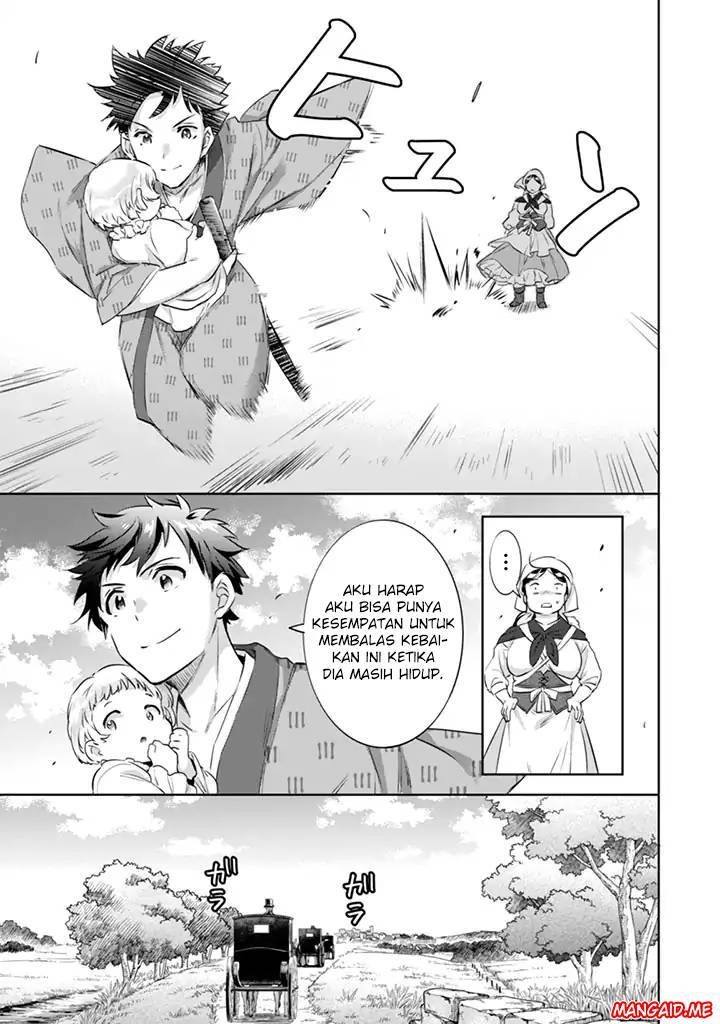 ヒュン
…
AKU HARAP
AKU BISA PUNYA
KESEMPATAN UNTUK
MEMBALAS KEBAI-
KAN INI KETIKA
DIA MASIH HIDUP.
ガラ
ガラ
MANGAID.ME